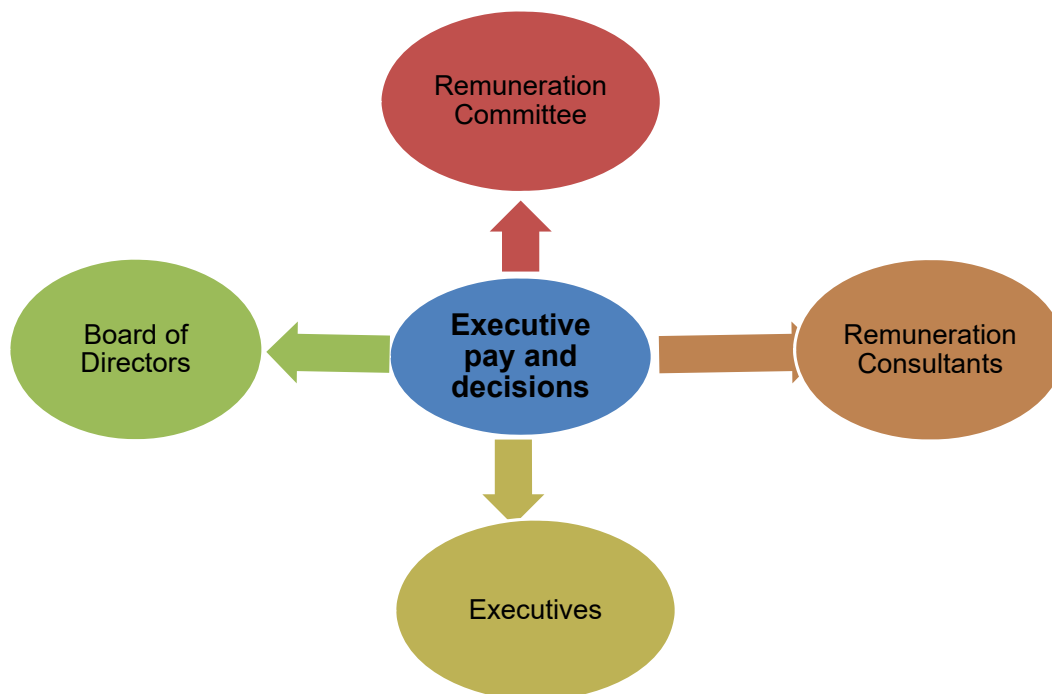 Remuneration
Committee
Board of
Directors
Executive
pay and
decisions
Remuneration
Consultants
Executives